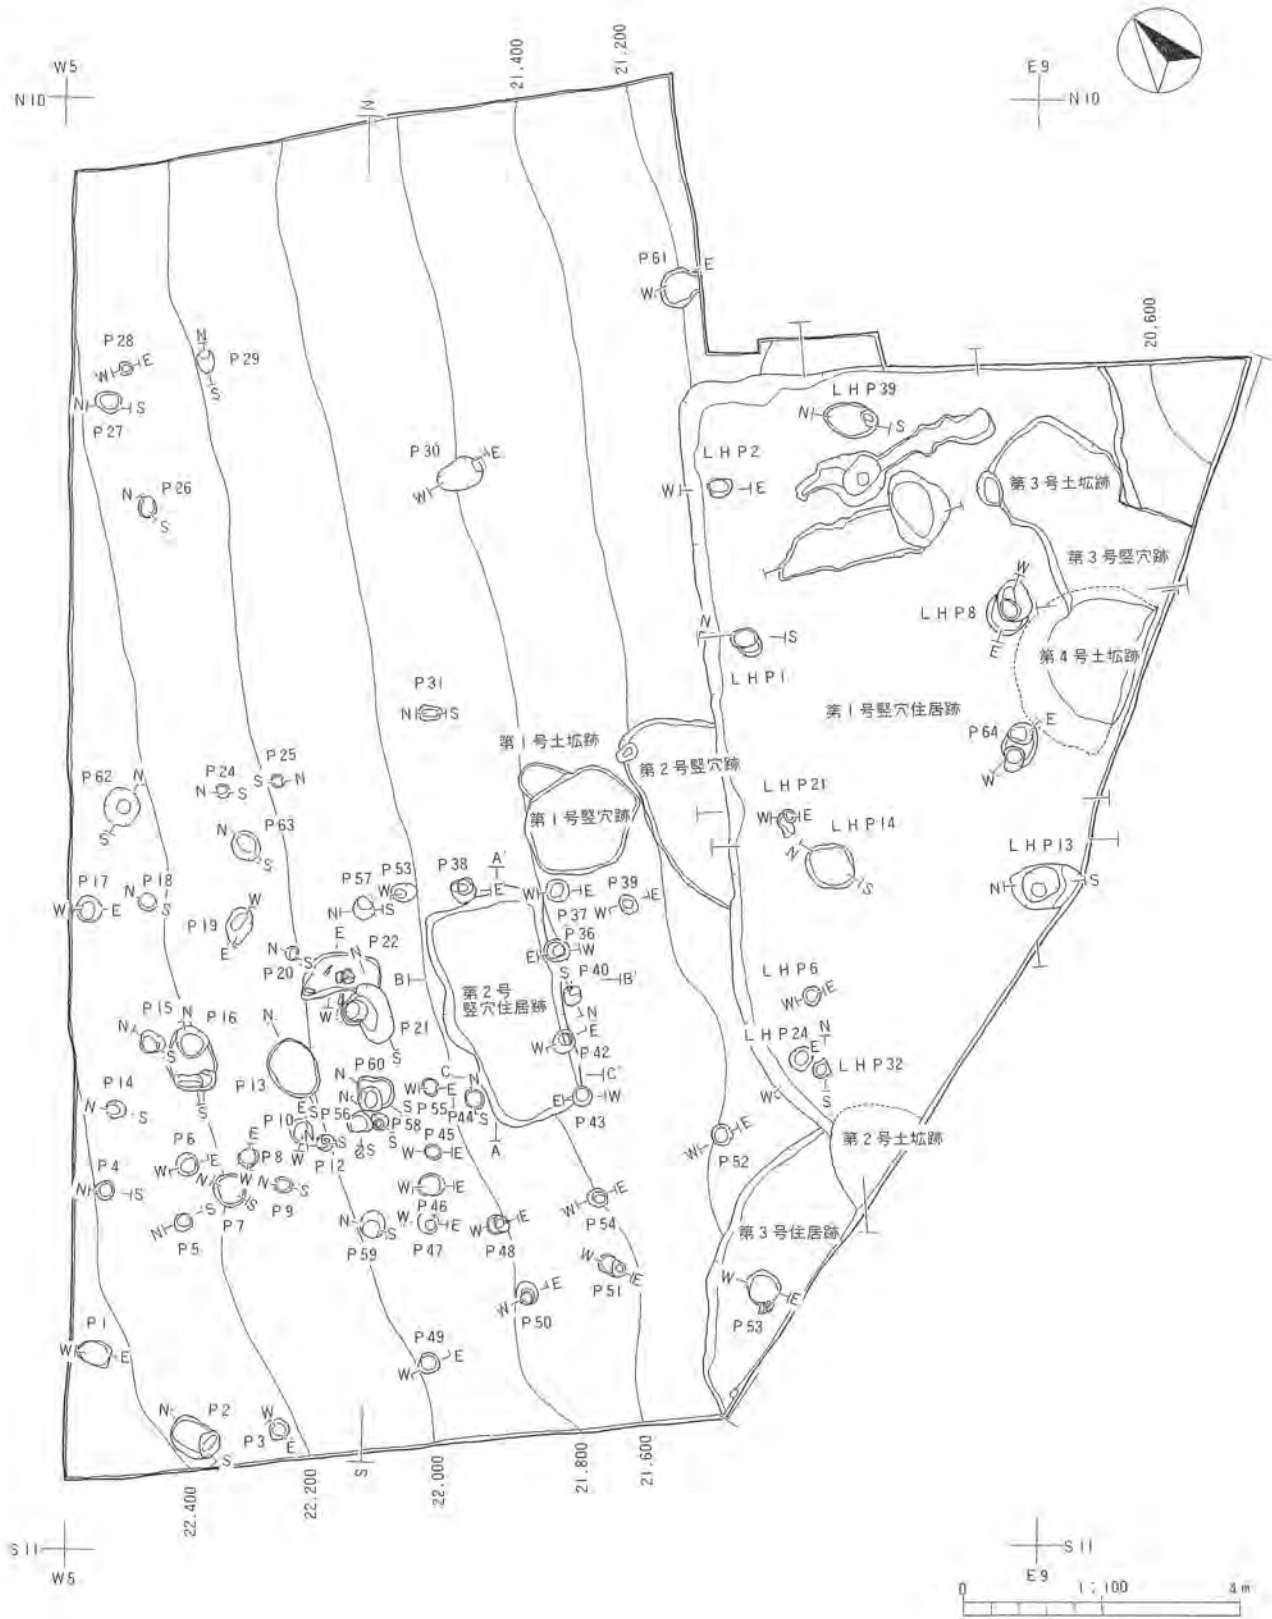 W5
N10
21.400
21.200
E9
N10
N
P61
E
W
20.600
P28
W
E
N
P29
S
N
S
P27
LHP39
N
S
P30
E
W
LHP2
W
E
P26
N
S
第3号土坛跡
第3号竪穴跡
W
LHP8
E
第4号土坛跡
N
S
LHP1
第1号竪穴住居跡
P31
N
S
第1号土坛跡
第2号竪穴跡
P64
E
W
P62
N
S
P24
N
S
P25
S
N
第1号竪穴跡
LHP21
W
E
P63
N
S
LHP14
N
S
LHP13
N
S
P17
W
E
P18
N
S
P19
W
E
P57
N
S
P53
W
P38
A'
E
W
E
P37
P39
W
E
P36
E
W
P20
N
S
E
N
P22
W
B
第2号
竪穴住居跡
S
P40
B'
N
LHP6
W
E
P21
S
P15
N
S
N
P16
S
N
P13
S
E
W
P42
LHP24
E
N
W
LHP32
S
P14
N
S
P60
N
N
S
W
E
P55
C
N
P44
S
C'
E
W
P43
P10
E
W
P56
S
P58
S
P12
S
P45
W
E
A
第2号土坛跡
P52
W
E
P4
N
S
P6
W
E
E
P8
W
N
S
P7
N
S
P9
P5
N
S
W
E
P46
W
E
P47
N
S
P59
W
E
P48
P54
W
E
第3号住居跡
W
E
P51
E
W
P50
W
E
P53
P1
W
E
P49
E
W
N
P2
S
W
P3
E
S
22.400
22.200
22.000
21.800
21.600
S11
W5
S11
E9
0
1:100
4m